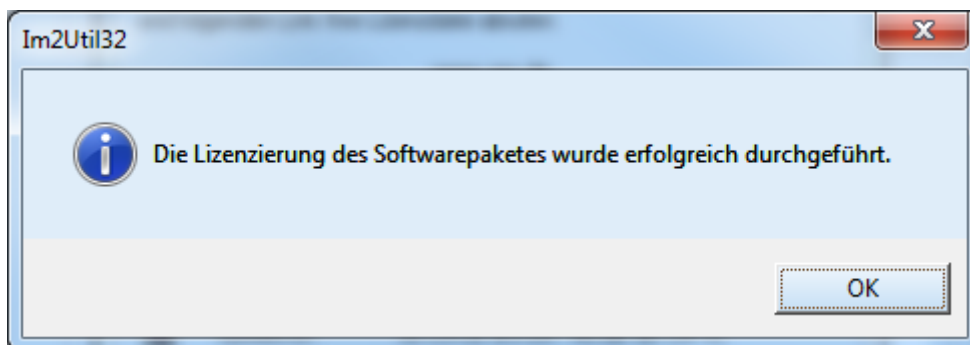 Im2Util32
Die Lizenzierung des Softwarepaketes wurde erfolgreich durchgeführt.
OK